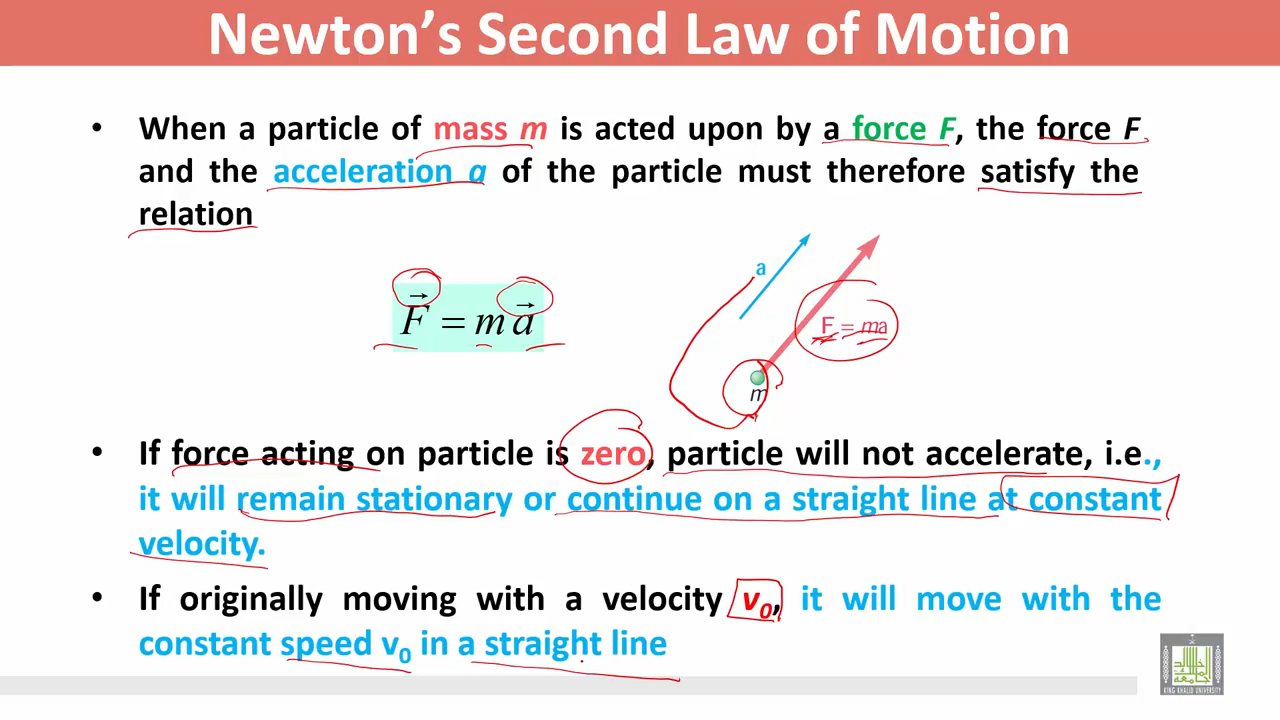 Newton's Second Law of Motion
• When a particle of mass m is acted upon by a force F, the force F
and the acceleration a of the particle must therefore satisfy the
relation
F⃗ = m a⃗
a
F = ma
m
• If force acting on particle is zero, particle will not accelerate, i.e.,
it will remain stationary or continue on a straight line at constant
velocity.
• If originally moving with a velocity v₀, it will move with the
constant speed v₀ in a straight line
KING KHALID UNIVERSITY